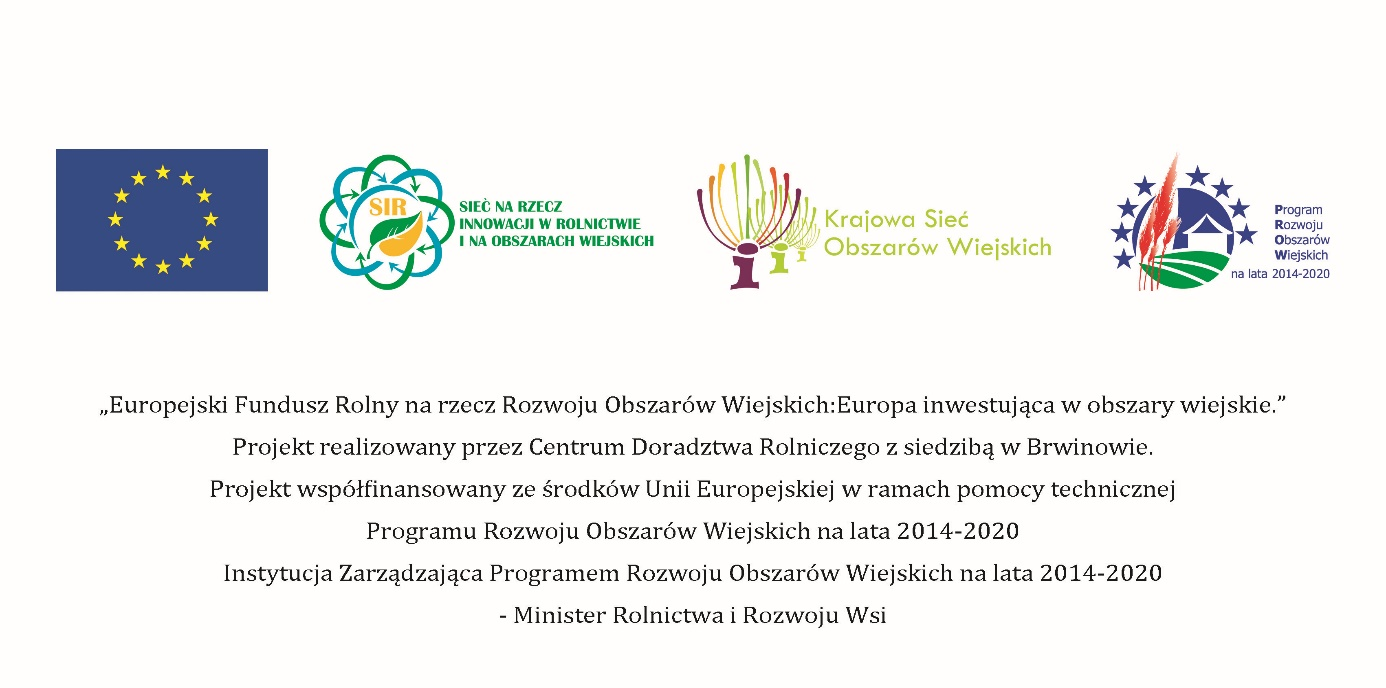 SIR
SIEĆ NA RZECZ
INNOWACJI W ROLNICTWIE
I NA OBSZARACH WIEJSKICH
Krajowa Sieć
Obszarów Wiejskich
Program
Rozwoju
Obszarów
Wiejskich
na lata 2014-2020
„Europejski Fundusz Rolny na rzecz Rozwoju Obszarów Wiejskich:Europa inwestująca w obszary wiejskie.”
Projekt realizowany przez Centrum Doradztwa Rolniczego z siedzibą w Brwinowie.
Projekt współfinansowany ze środków Unii Europejskiej w ramach pomocy technicznej
Programu Rozwoju Obszarów Wiejskich na lata 2014-2020
Instytucja Zarządzająca Programem Rozwoju Obszarów Wiejskich na lata 2014-2020
- Minister Rolnictwa i Rozwoju Wsi